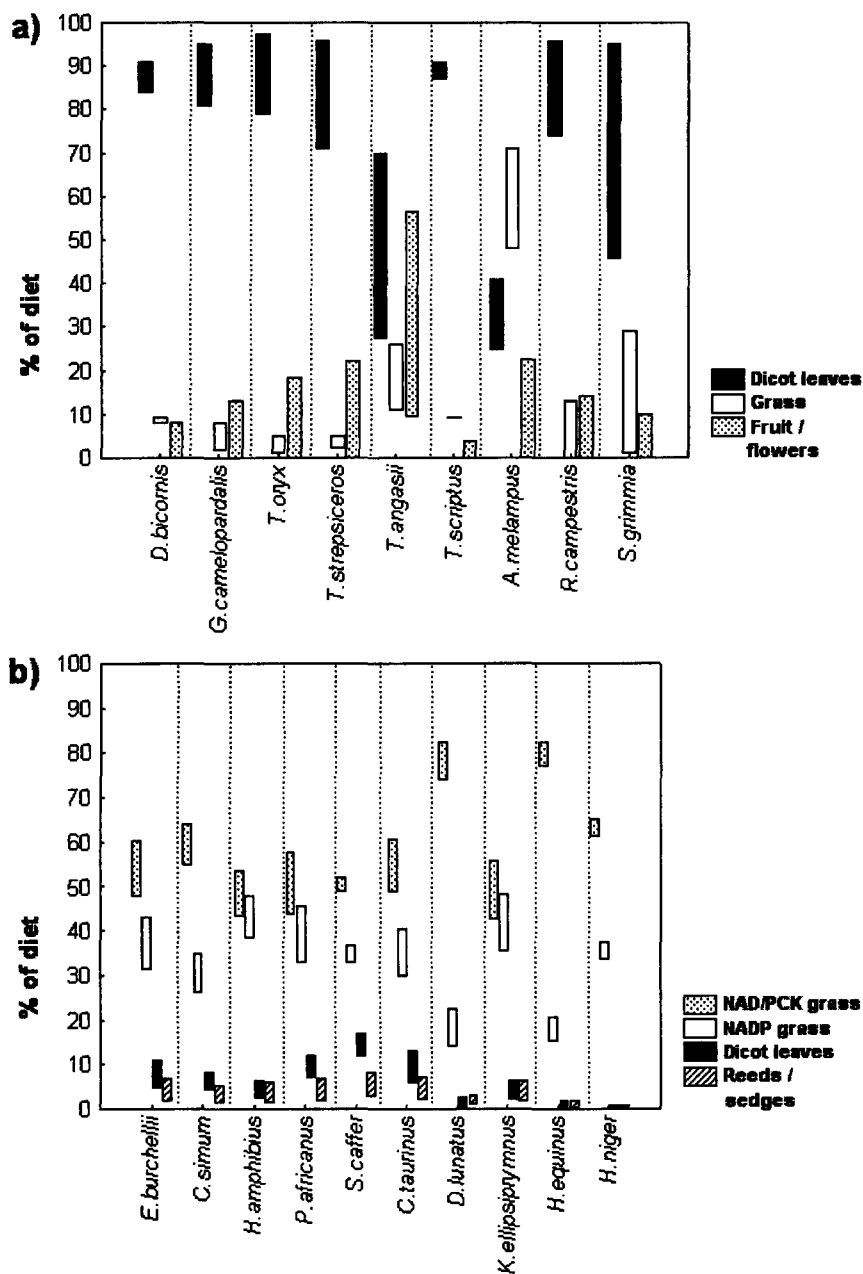 a)
100
90
80
70
60
50
40
30
20
10
0
% of diet
Dicot leaves
Grass
Fruit /
flowers
D.bicornis
G.camelopardalis
T.oryx
T.strepsiceros
T.angasii
T.scriptus
A.melampus
R.campestris
S.grimmia
b)
100
90
80
70
60
50
40
30
20
10
0
% of diet
NAD/PCK grass
NADP grass
Dicot leaves
Reeds /
sedges
E.burchellii
C.simum
H.amphibius
P.africanus
S.caffer
C.taurinus
D.lunatus
K.ellipsiprymnus
H.equinus
H.niger